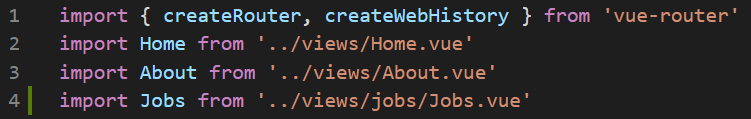 1 import { createRouter, createWebHistory } from 'vue-router'
2 import Home from '../views/Home.vue'
3 import About from '../views/About.vue'
4 import Jobs from '../views/jobs/Jobs.vue'